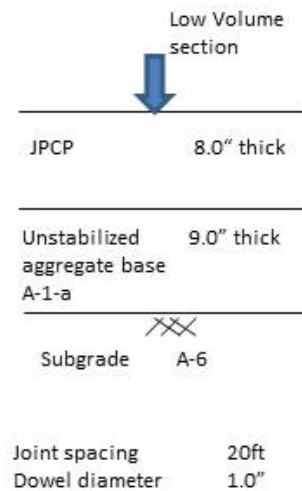 Low Volume
section
JPCP 8.0" thick
Unstabilized 9.0" thick
aggregate base
A-1-a
Subgrade A-6
Joint spacing 20ft
Dowel diameter 1.0"